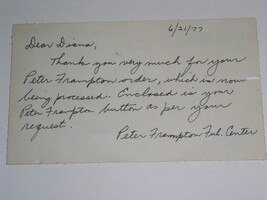 6/21/77
Dear Diana,
Thank you very much for your
Peter Frampton order, which is now
being processed. Enclosed is your
Peter Frampton button as per your
request.
Peter Frampton Center